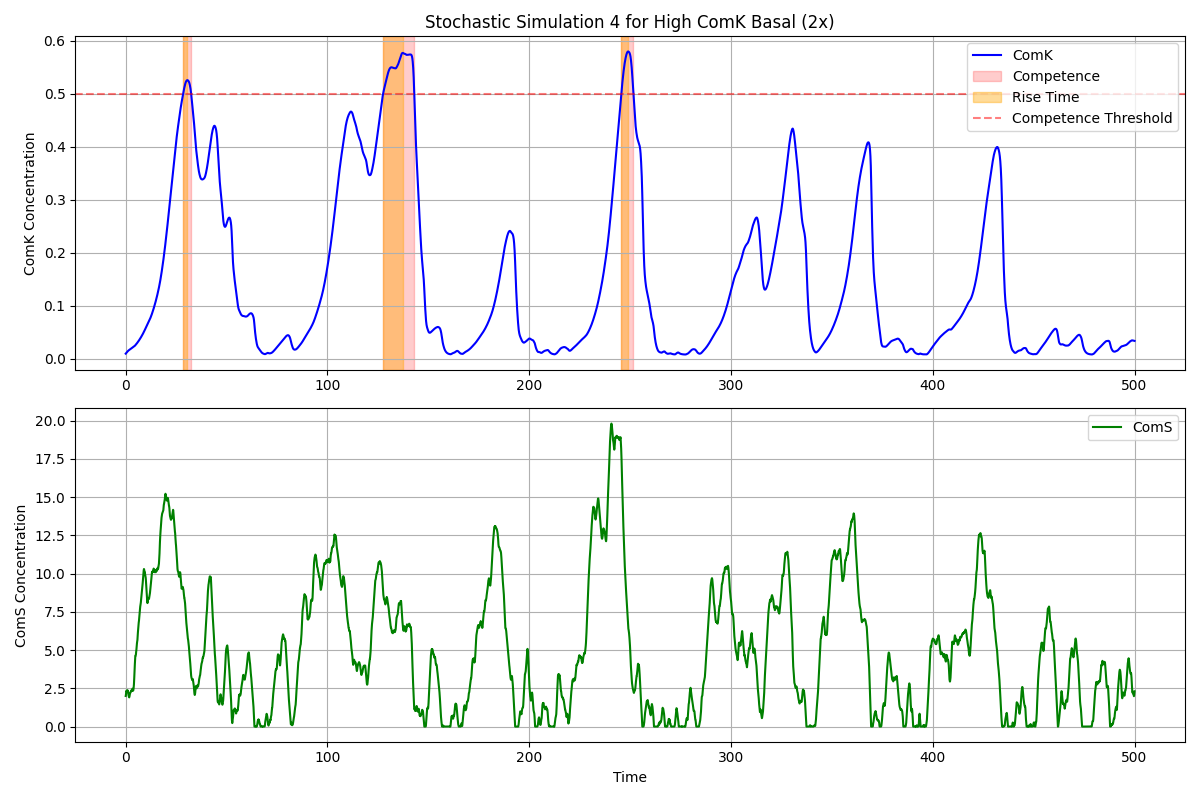 Stochastic Simulation 4 for High ComK Basal (2x)
ComK Concentration
0.6
0.5
0.4
0.3
0.2
0.1
0.0
ComK
Competence
Rise Time
Competence Threshold
0 100 200 300 400 500
ComS Concentration
20.0
17.5
15.0
12.5
10.0
7.5
5.0
2.5
0.0
ComS
0 100 200 300 400 500
Time